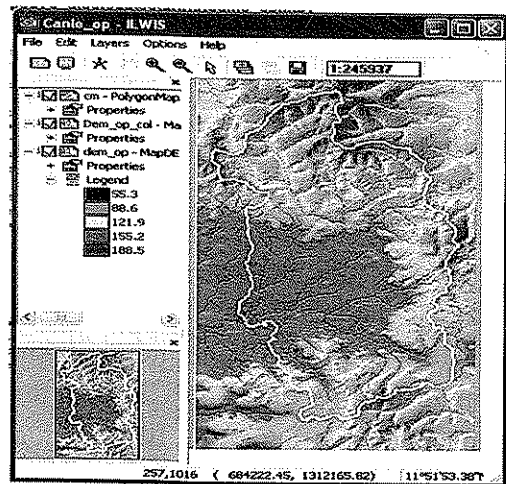 Canlo_op - ILWIS
File Edit Layers Options Help
1:245937
cm - PolygonMap
Properties
Dem_op_col - Ma
Properties
dem_op - MapDE
Properties
Legend
55.3
88.6
121.9
155.2
188.5
257,1016 ( 684222.45, 1312165.82) 11°51'53.38"